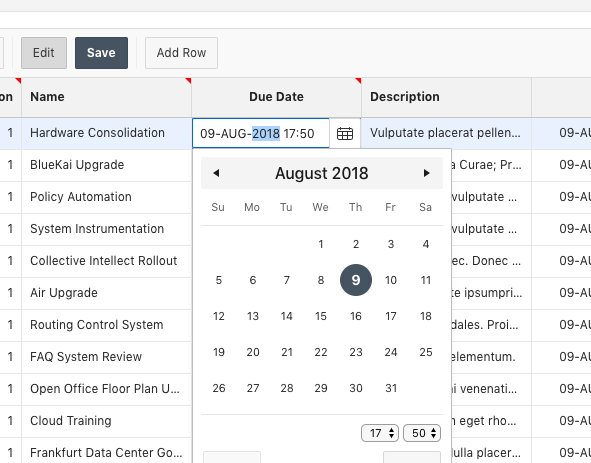 Edit Save Add Row
on Name Due Date Description
1 Hardware Consolidation 09-AUG-2018 17:50 Vulputate placerat pellen... 09-AU
1 BlueKai Upgrade a Curae; Pr... 09-AU
1 Policy Automation vulputate ... 09-AU
1 System Instrumentation vulputate ... 09-AU
1 Collective Intellect Rollout ec. Donec ... 09-AU
1 Air Upgrade te ipsumpri... 09-AU
1 Routing Control System dales. Proi... 09-AU
1 FAQ System Review elementum. 09-AU
1 Open Office Floor Plan U... ni venenati... 09-AU
1 Cloud Training n eget rho... 09-AU
1 Frankfurt Data Center Go... dulla placer... 09-AU
August 2018
Su Mo Tu We Th Fr Sa
1 2 3 4
5 6 7 8 9 10 11
12 13 14 15 16 17 18
19 20 21 22 23 24 25
26 27 28 29 30 31
17 50